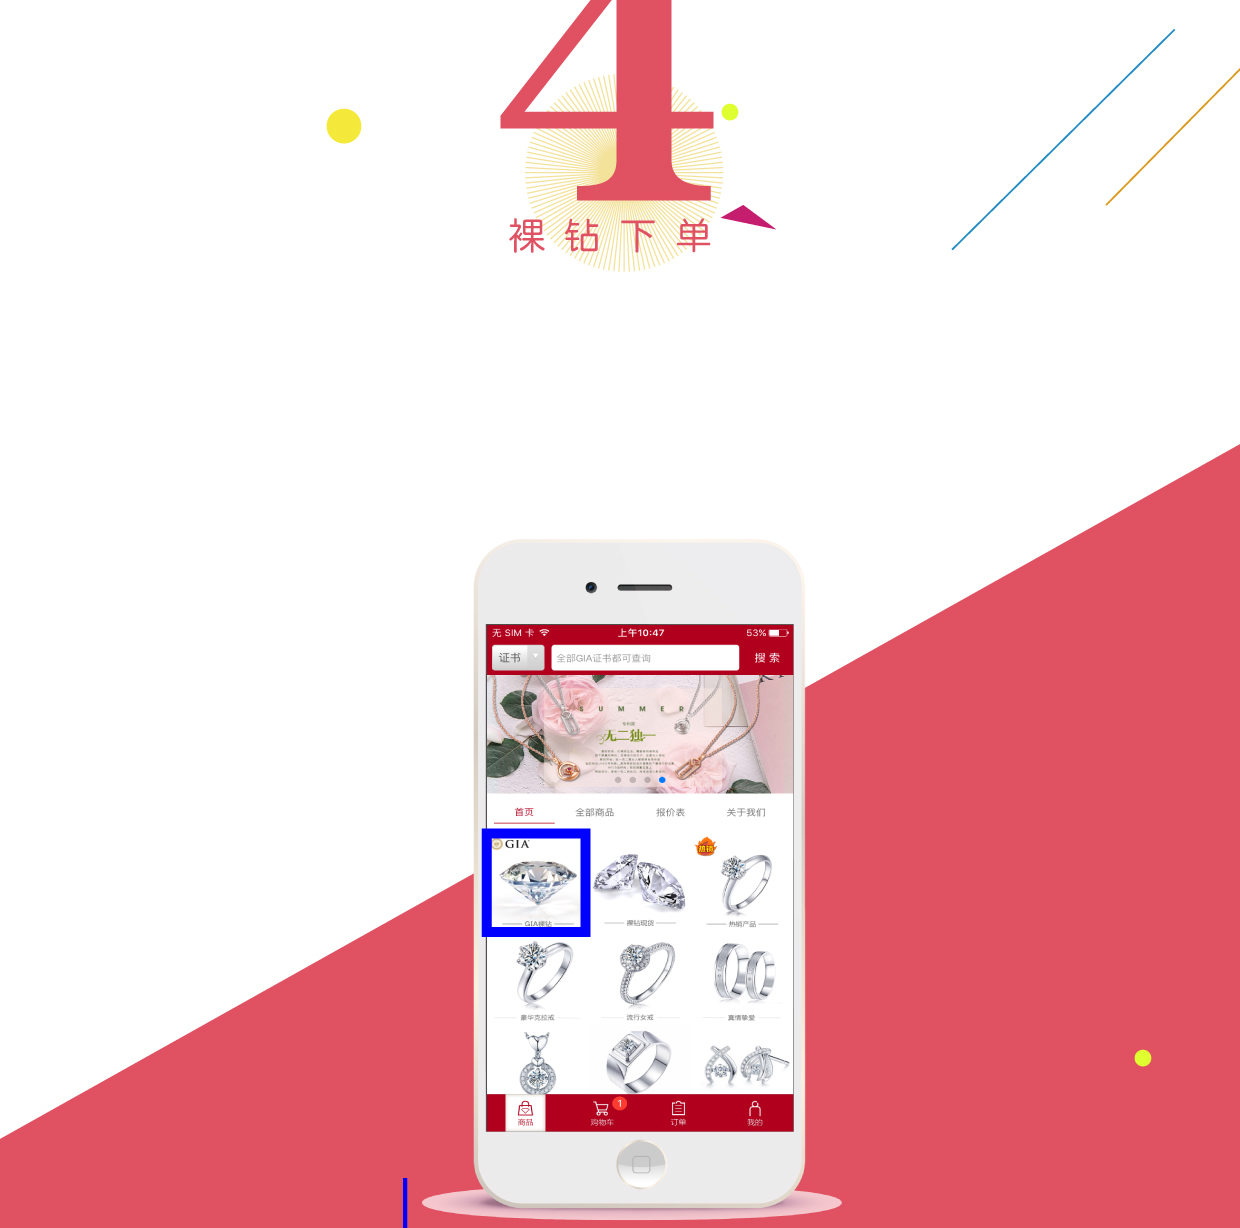 4
裸钻下单
无 SIM 卡 上午10:47 53%
证书 全部GIA证书都可查询 搜 索
SUMMER
无二独一
首页 全部商品 报价表 关于我们
GIA
热销
GIA裸钻 裸钻现货 热销产品
豪华克拉戒 流行女戒 真情挚爱
1
商品 购物车 订单 我的